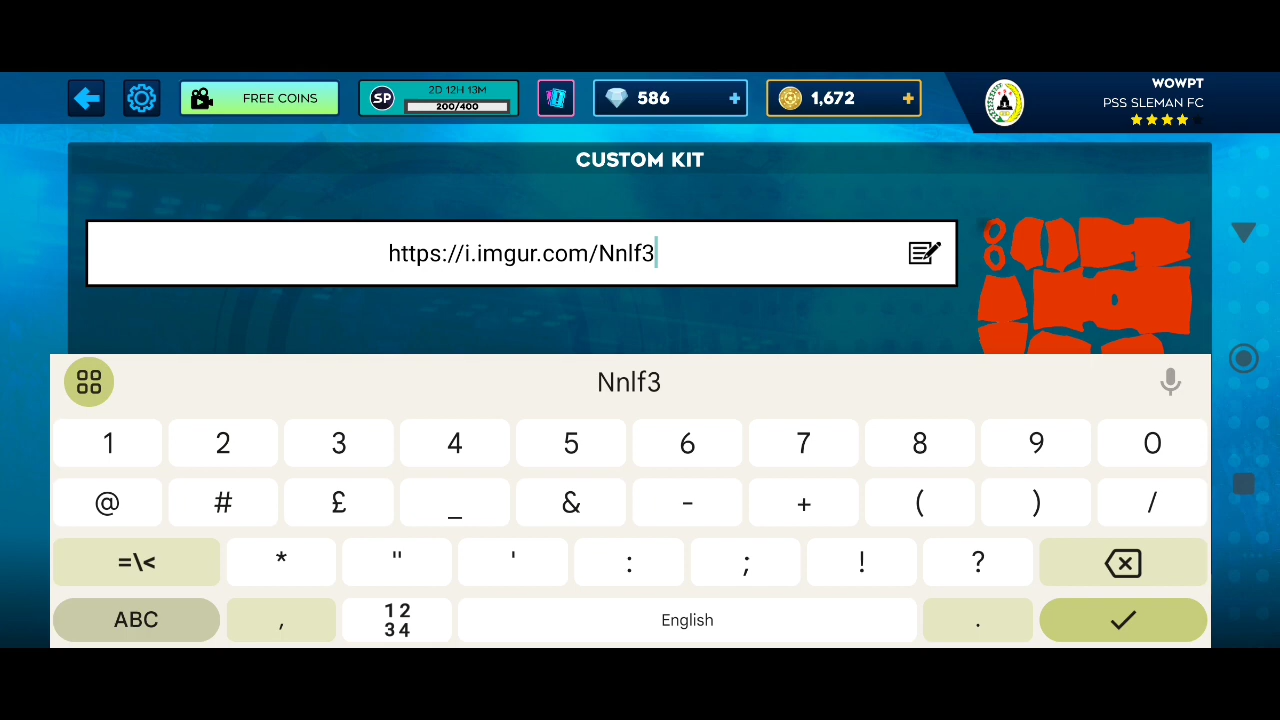 FREE COINS
SP
2D 12H 13M
200/400
586
+
1,672
+
WOWPT
PSS SLEMAN FC
CUSTOM KIT
https://i.imgur.com/Nnlf3
Nnlf3
1 2 3 4 5 6 7 8 9 0
@ # £ _ & - + ( ) /
=\< * " ' : ; ! ?
ABC , 12 34 English .